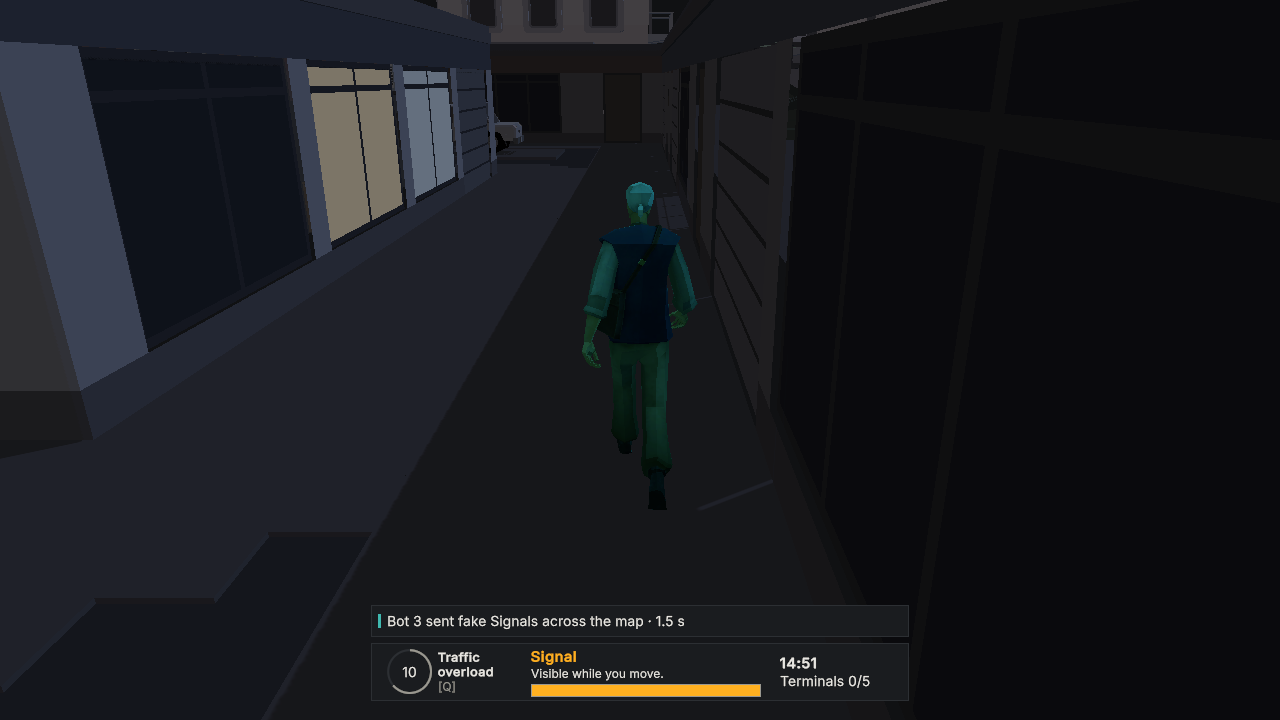 Bot 3 sent fake Signals across the map · 1.5 s
10
Traffic
overload
[Q]
Signal
Visible while you move.
14:51
Terminals 0/5